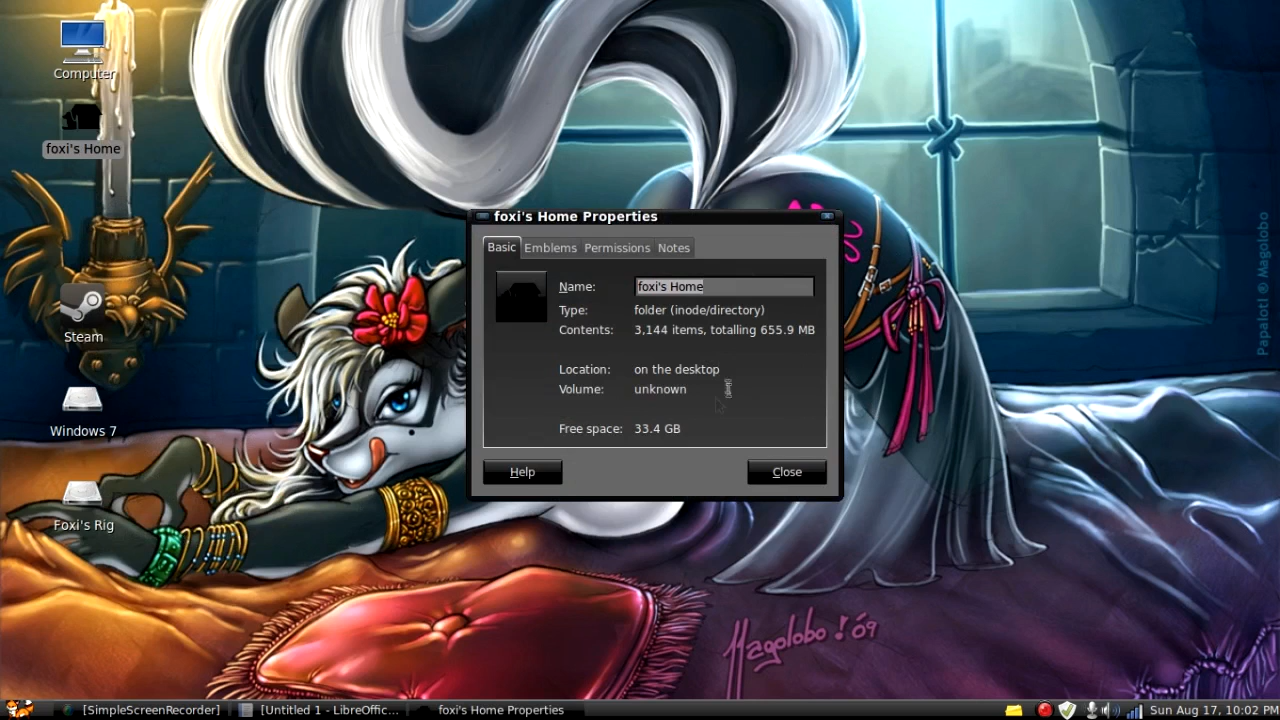 Computer
foxi's Home
Steam
Windows 7
Foxi's Rig
foxi's Home Properties
Basic Emblems Permissions Notes
Name: foxi's Home
Type: folder (inode/directory)
Contents: 3,144 items, totalling 655.9 MB
Location: on the desktop
Volume: unknown
Free space: 33.4 GB
Help Close
Papalotl ® Magolobo
Magolobo ! '09
[SimpleScreenRecorder] [Untitled 1 - LibreOffic... foxi's Home Properties Sun Aug 17, 10:02 PM